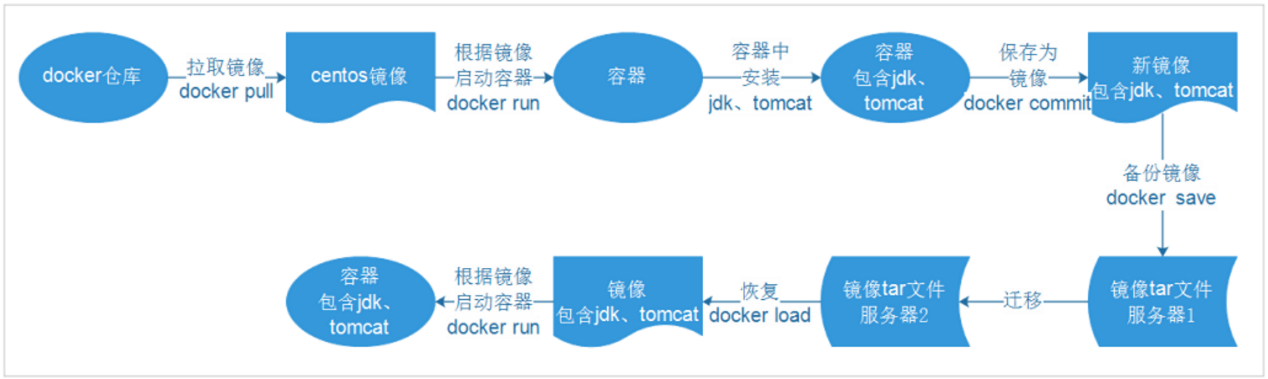 docker仓库
拉取镜像
docker pull
centos镜像
根据镜像
启动容器
docker run
容器
容器中
安装
jdk、tomcat
容器
包含jdk、
tomcat
保存为
镜像
docker commit
新镜像
包含jdk、tomcat
备份镜像
docker save
镜像tar文件
服务器1
迁移
镜像tar文件
服务器2
恢复
docker load
镜像
包含jdk、tomcat
根据镜像
启动容器
docker run
容器
包含jdk、
tomcat